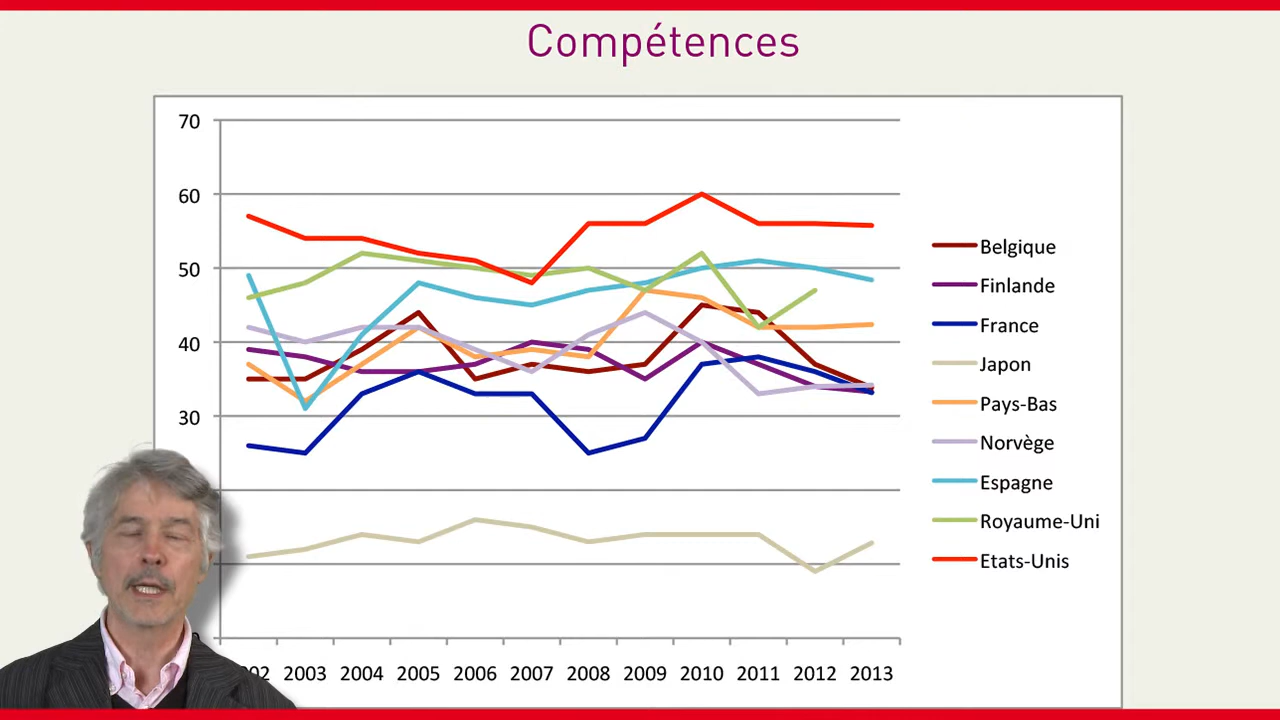 Compétences
70
60
50
40
30
Belgique
Finlande
France
Japon
Pays-Bas
Norvège
Espagne
Royaume-Uni
Etats-Unis
2003 2004 2005 2006 2007 2008 2009 2010 2011 2012 2013